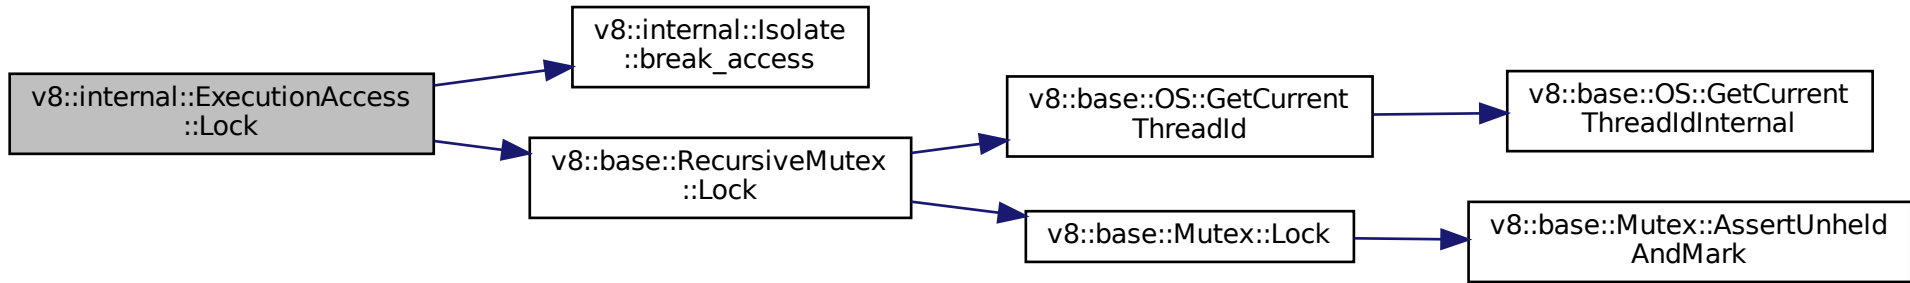 v8::internal::ExecutionAccess
::Lock
v8::internal::Isolate
::break_access
v8::base::RecursiveMutex
::Lock
v8::base::OS::GetCurrent
ThreadId
v8::base::OS::GetCurrent
ThreadIdInternal
v8::base::Mutex::Lock
v8::base::Mutex::AssertUnheld
AndMark